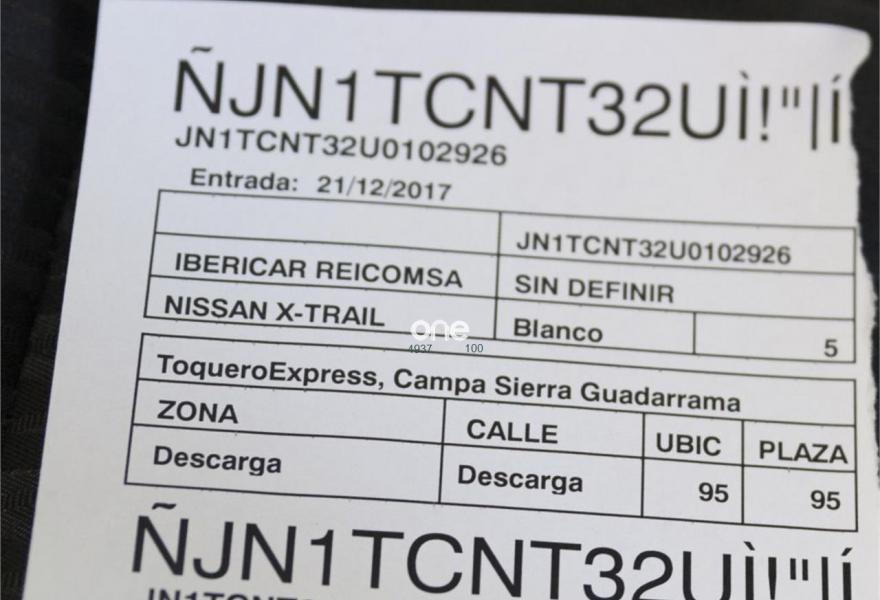 ÑJN1TCNT32UÌ!"|Í
JN1TCNT32U0102926
Entrada: 21/12/2017
JN1TCNT32U0102926
IBERICAR REICOMSA SIN DEFINIR
NISSAN X-TRAIL Blanco 5
one
4937 100
ToqueroExpress, Campa Sierra Guadarrama
ZONA CALLE UBIC PLAZA
Descarga Descarga 95 95
ÑJN1TCNT32UÌ!"|Í